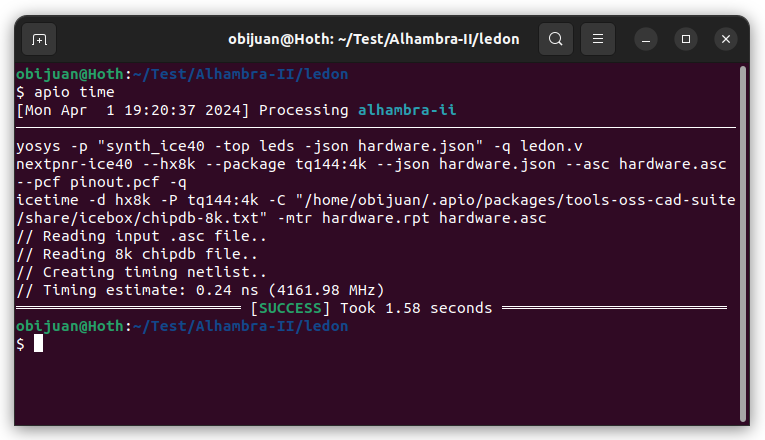 obijuan@Hoth: ~/Test/Alhambra-II/ledon
obijuan@Hoth:~/Test/Alhambra-II/ledon
$ apio time
[Mon Apr  1 19:20:37 2024] Processing alhambra-ii
yosys -p "synth_ice40 -top leds -json hardware.json" -q ledon.v
nextpnr-ice40 --hx8k --package tq144:4k --json hardware.json --asc hardware.asc
--pcf pinout.pcf -q
icetime -d hx8k -P tq144:4k -C "/home/obijuan/.apio/packages/tools-oss-cad-suite
/share/icebox/chipdb-8k.txt" -mtr hardware.rpt hardware.asc
// Reading input .asc file..
// Reading 8k chipdb file..
// Creating timing netlist..
// Timing estimate: 0.24 ns (4161.98 MHz)
[SUCCESS] Took 1.58 seconds
obijuan@Hoth:~/Test/Alhambra-II/ledon
$